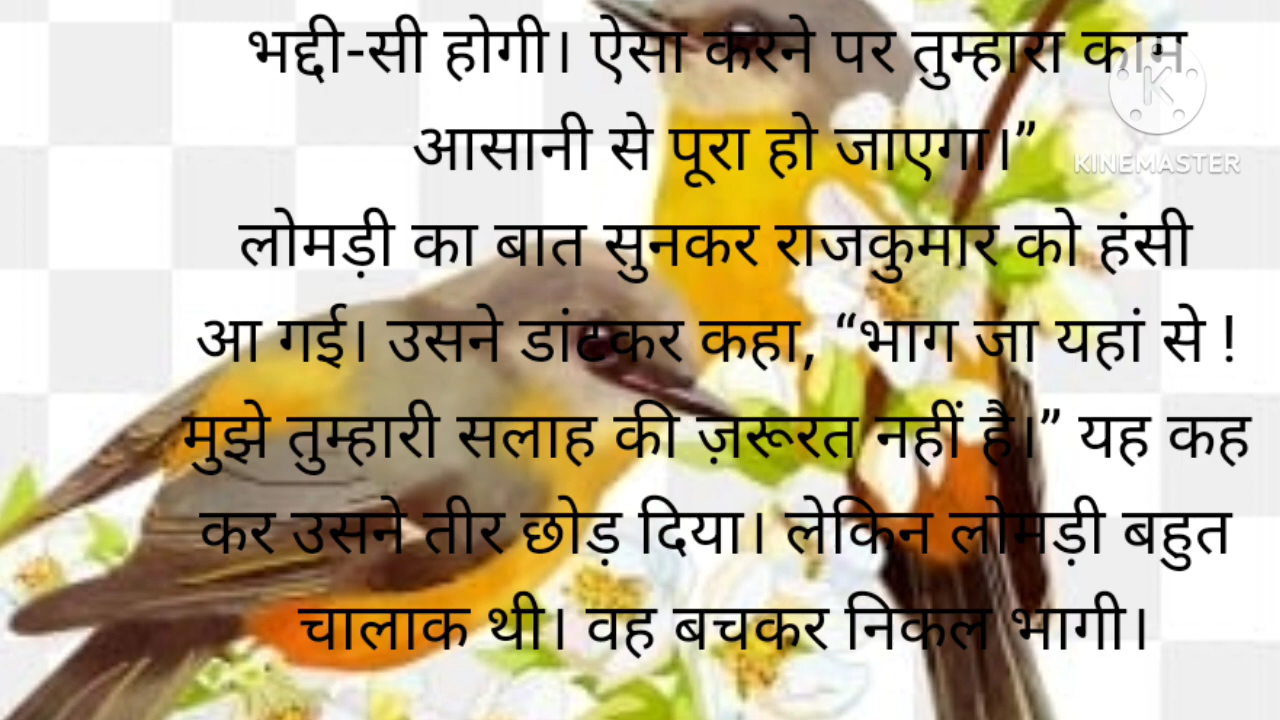 भद्दी-सी होगी। ऐसा करने पर तुम्हारा काम
आसानी से पूरा हो जाएगा।”
KINEMASTER
लोमड़ी का बात सुनकर राजकुमार को हंसी
आ गई। उसने डांटकर कहा, “भाग जा यहां से !
मुझे तुम्हारी सलाह की ज़रूरत नहीं है।” यह कह
कर उसने तीर छोड़ दिया। लेकिन लोमड़ी बहुत
चालाक थी। वह बचकर निकल भागी।